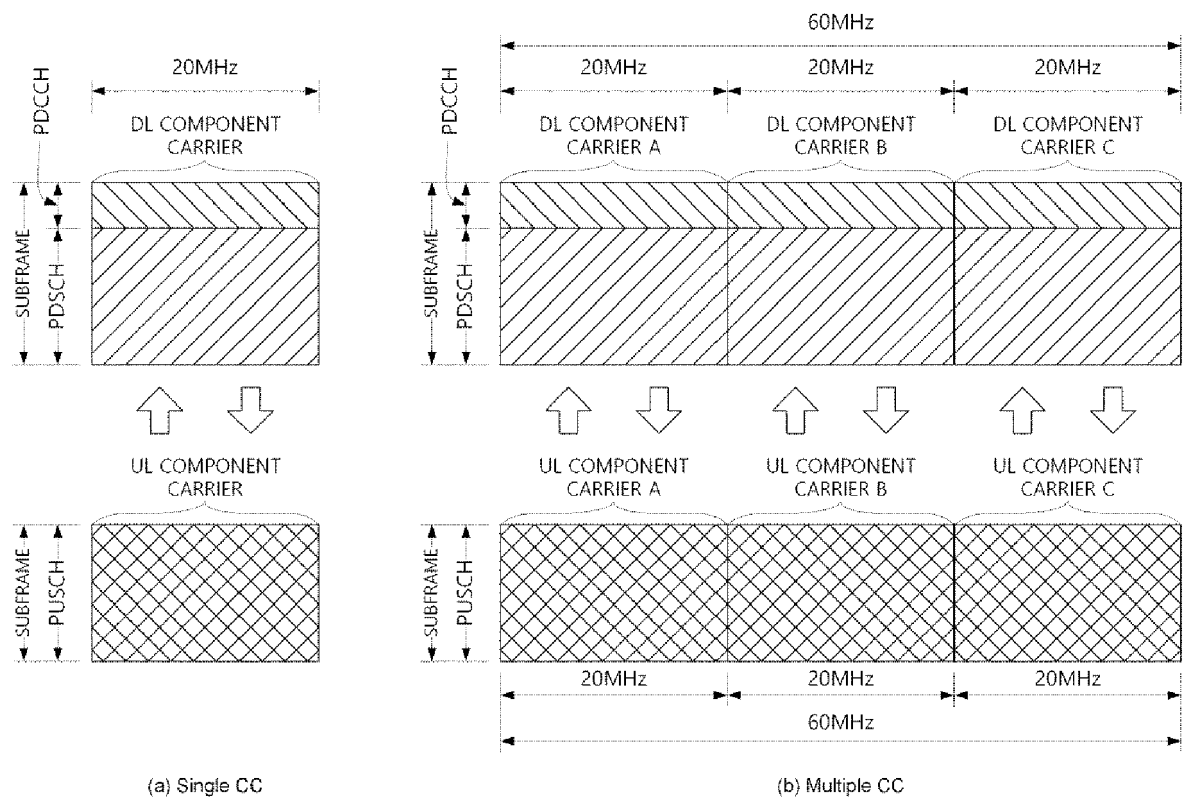 20MHz
PDCCH
DL COMPONENT
CARRIER
SUBFRAME
PDSCH
UL COMPONENT
CARRIER
SUBFRAME
PUSCH
(a) Single CC
60MHz
20MHz
20MHz
20MHz
PDCCH
DL COMPONENT
CARRIER A
DL COMPONENT
CARRIER B
DL COMPONENT
CARRIER C
SUBFRAME
PDSCH
UL COMPONENT
CARRIER A
UL COMPONENT
CARRIER B
UL COMPONENT
CARRIER C
SUBFRAME
PUSCH
20MHz
20MHz
20MHz
60MHz
(b) Multiple CC